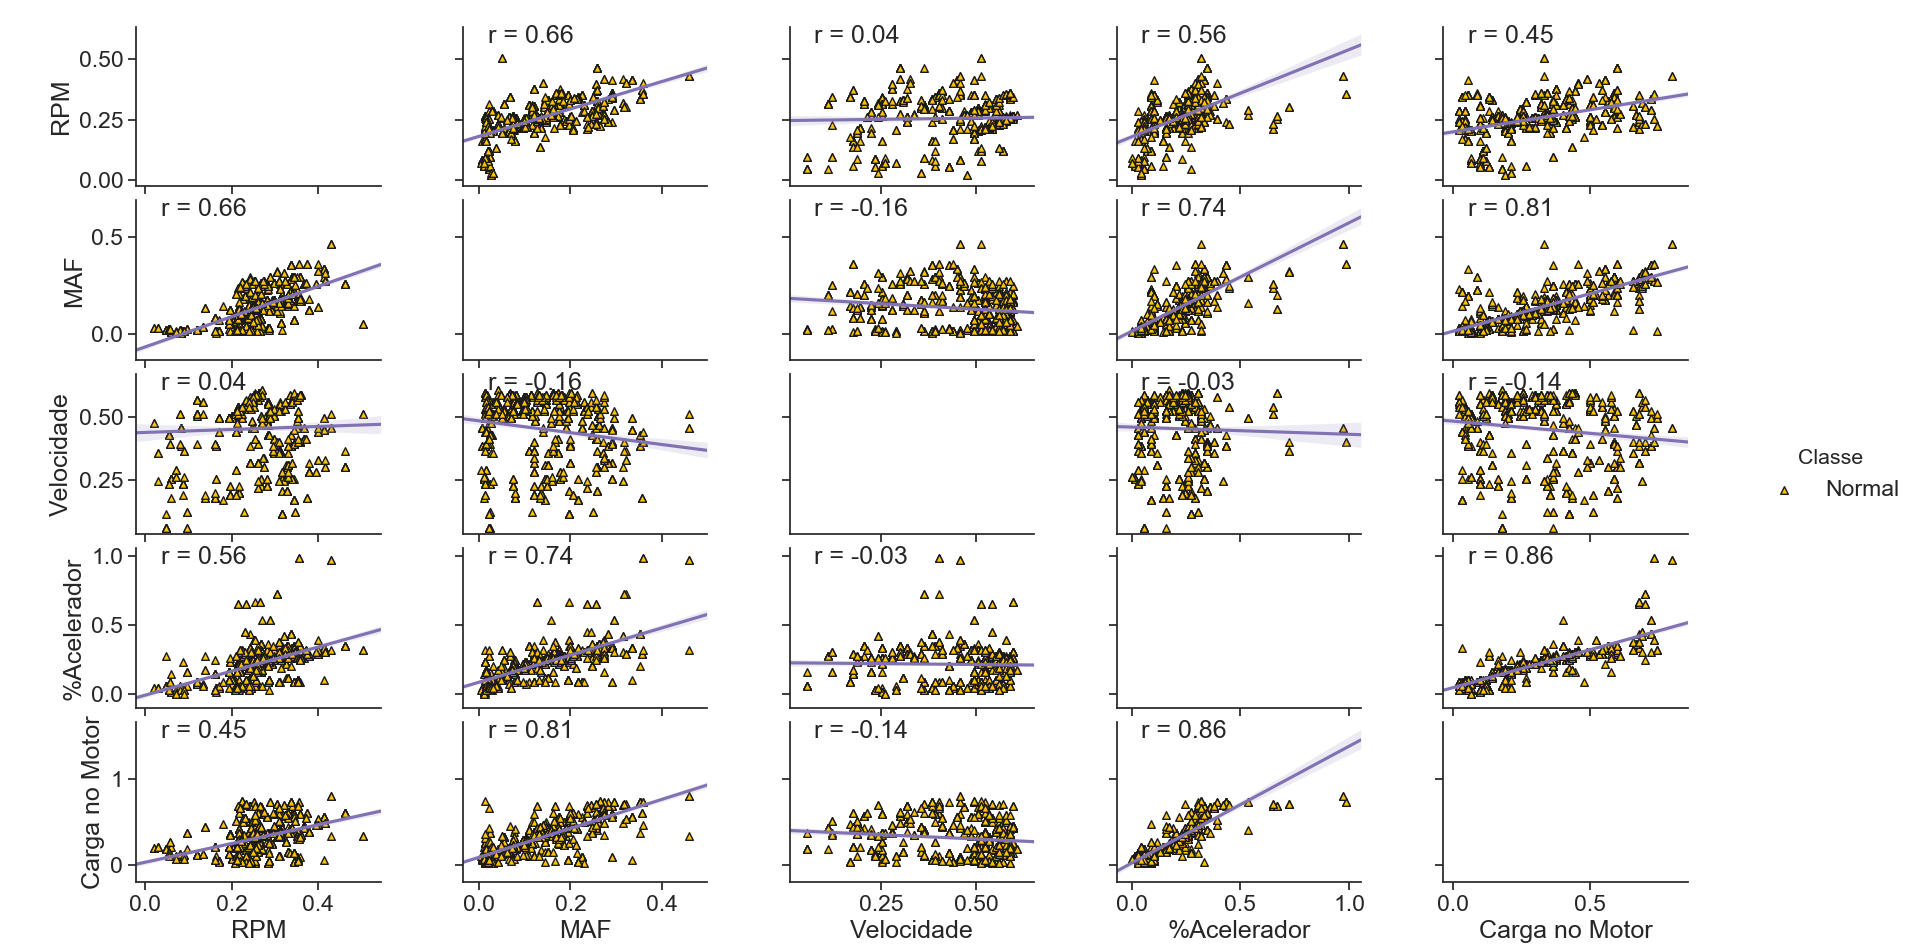 r = 0.66
r = 0.04
r = 0.56
r = 0.45
RPM
0.50
0.25
0.00
r = 0.66
r = -0.16
r = 0.74
r = 0.81
MAF
0.5
0.0
r = 0.04
r = -0.16
r = -0.03
r = -0.14
Velocidade
0.50
0.25
Classe
Normal
r = 0.56
r = 0.74
r = -0.03
r = 0.86
%Acelerador
1.0
0.5
0.0
r = 0.45
r = 0.81
r = -0.14
r = 0.86
Carga no Motor
1
0
0.0 0.2 0.4
0.0 0.2 0.4
0.25 0.50
0.0 0.5 1.0
0.0 0.5
RPM
MAF
Velocidade
%Acelerador
Carga no Motor